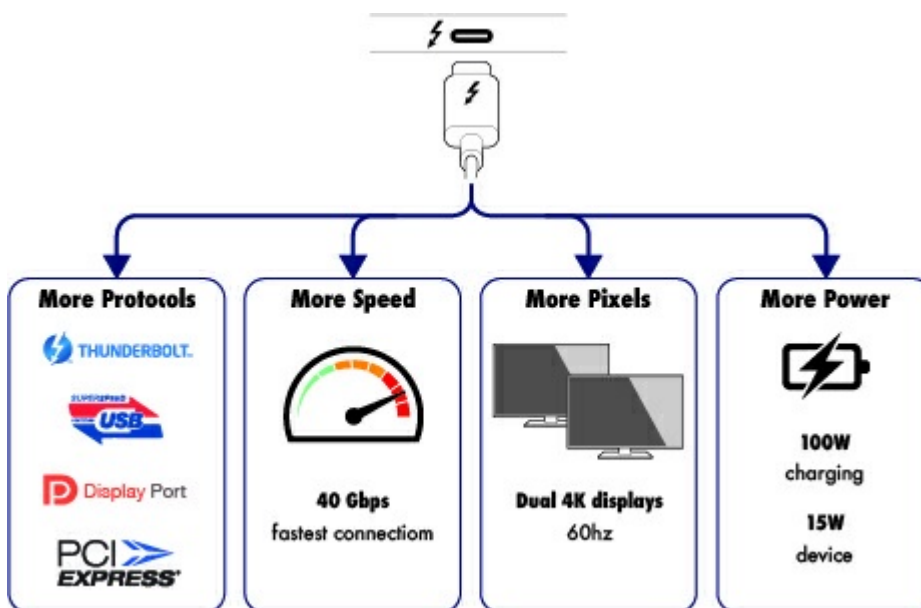 More Protocols
THUNDERBOLT™
SUPERSPEED
USB
Display Port
PCI
EXPRESS®
More Speed
40 Gbps
fastest connectiom
More Pixels
Dual 4K displays
60hz
More Power
100W
charging
15W
device